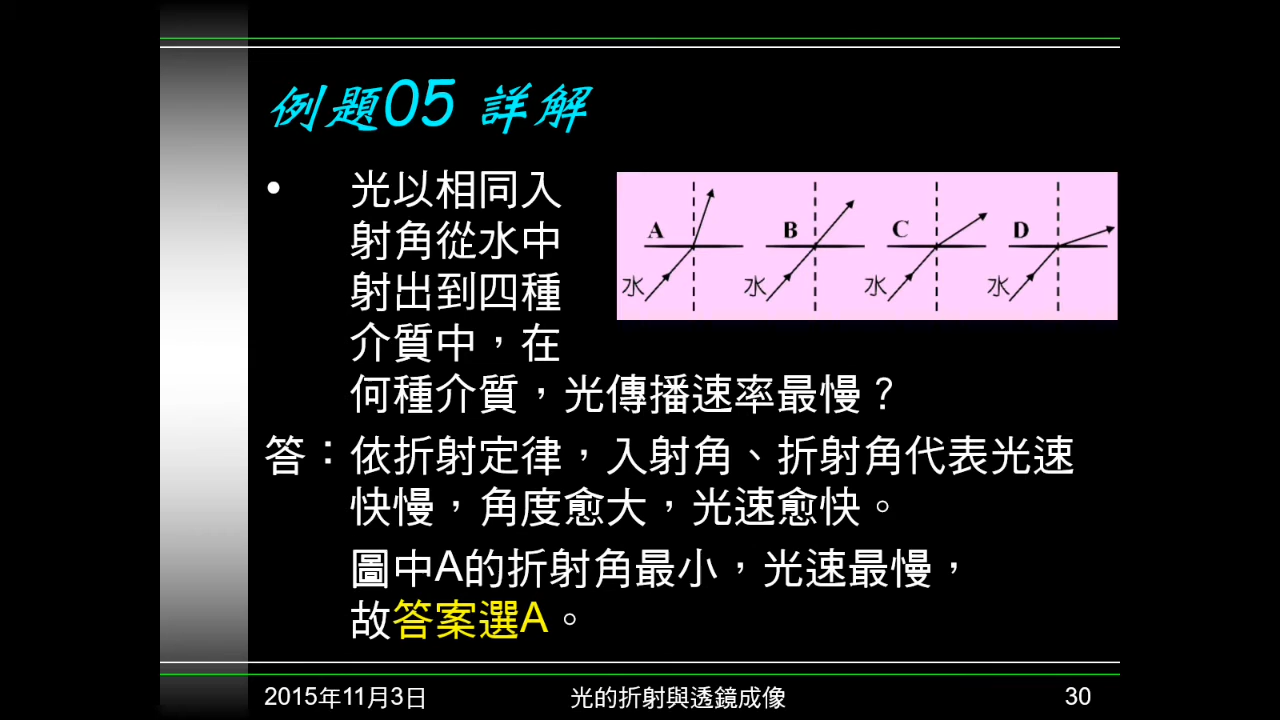 例題05 詳解
• 光以相同入
射角從水中
射出到四種
介質中，在
何種介質，光傳播速率最慢？
A B C D
水 水 水 水
答：依折射定律，入射角、折射角代表光速
快慢，角度愈大，光速愈快。
圖中A的折射角最小，光速最慢，
故答案選A。
2015年11月3日 光的折射與透鏡成像 30